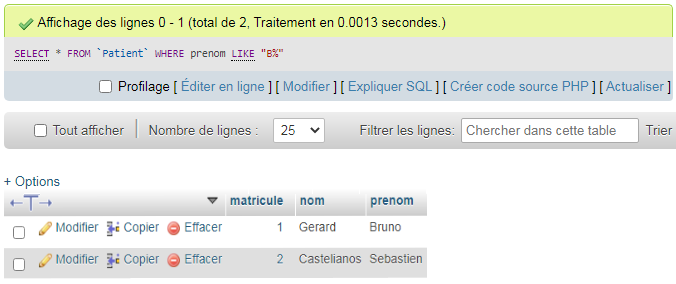 Affichage des lignes 0 - 1 (total de 2, Traitement en 0.0013 secondes.)
SELECT * FROM `Patient` WHERE prenom LIKE "B%"
Profilage [ Éditer en ligne ] [ Modifier ] [ Expliquer SQL ] [ Créer code source PHP ] [ Actualiser ]
Tout afficher Nombre de lignes : 25 Filtrer les lignes: Chercher dans cette table Trier
+ Options
←T→ matricule nom prenom
Modifier Copier Effacer 1 Gerard Bruno
Modifier Copier Effacer 2 Castelianos Sebastien